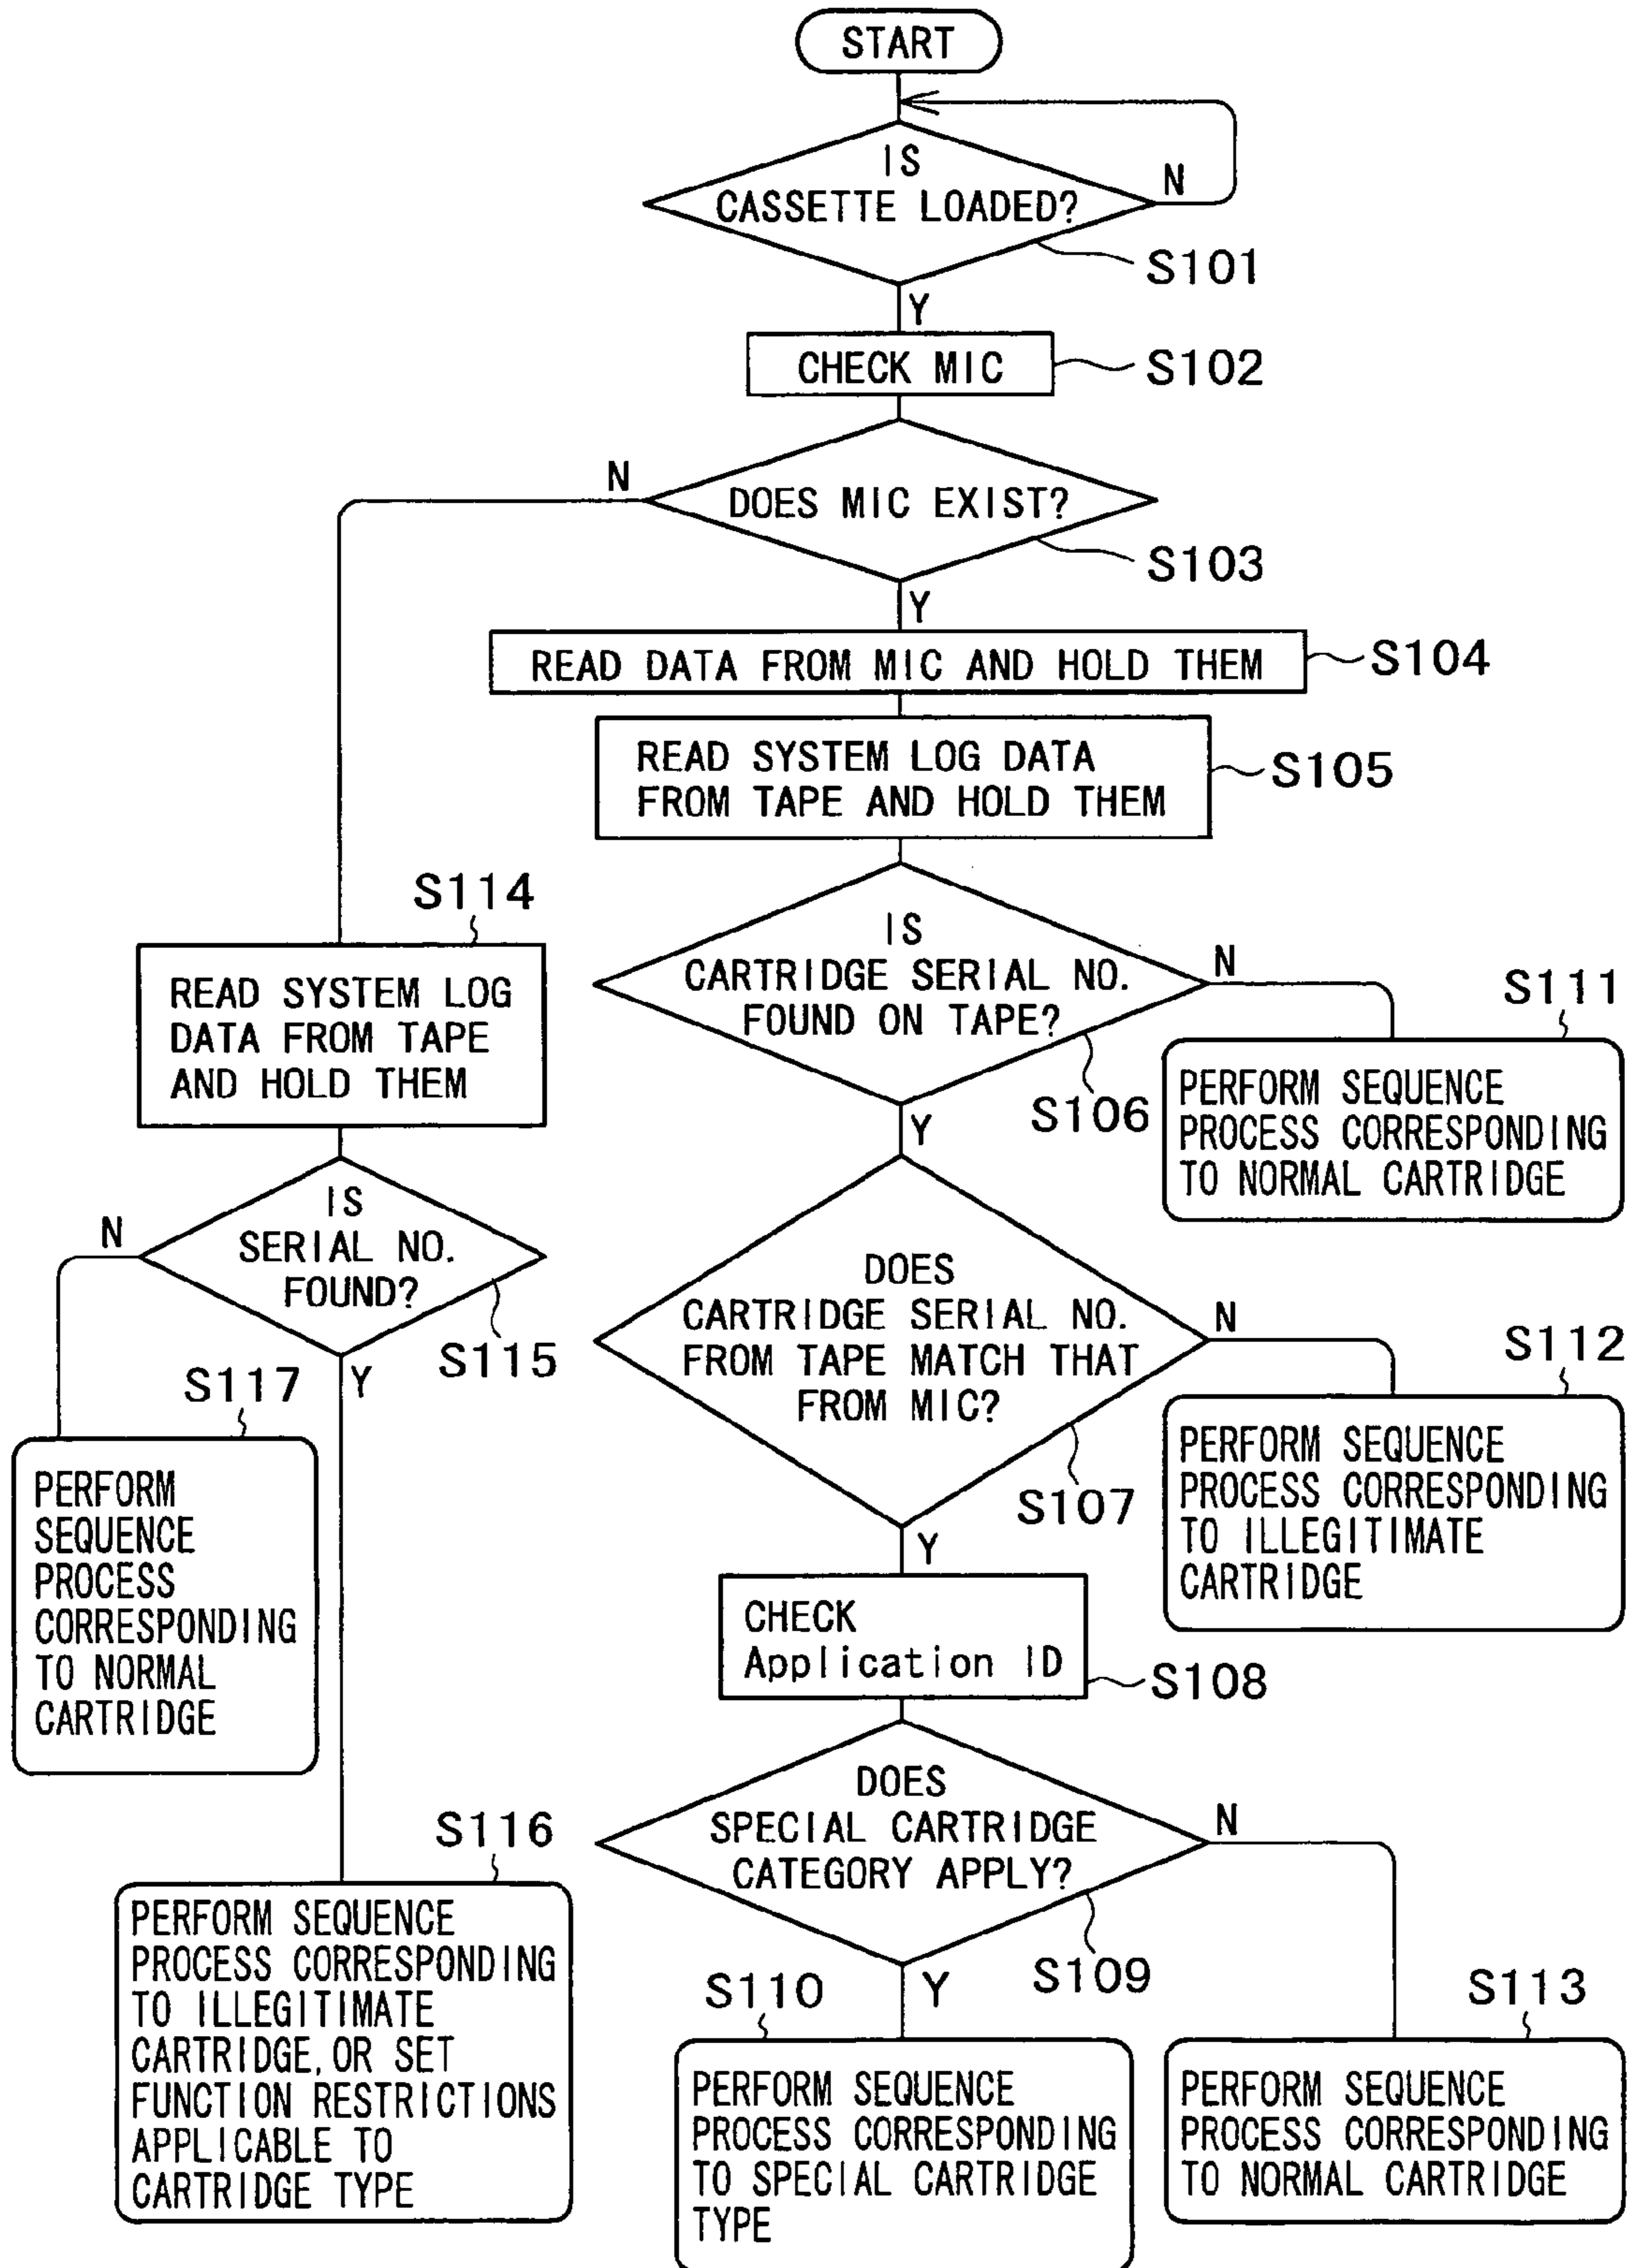 START
IS
CASSETTE LOADED?
N
S101
Y
CHECK MIC
S102
N
DOES MIC EXIST?
S103
Y
READ DATA FROM MIC AND HOLD THEM
S104
READ SYSTEM LOG DATA
FROM TAPE AND HOLD THEM
S105
S114
READ SYSTEM LOG
DATA FROM TAPE
AND HOLD THEM
IS
CARTRIDGE SERIAL NO.
FOUND ON TAPE?
N
S106
Y
S111
PERFORM SEQUENCE
PROCESS CORRESPONDING
TO NORMAL CARTRIDGE
IS
SERIAL NO.
FOUND?
N
S115
Y
S117
PERFORM
SEQUENCE
PROCESS
CORRESPONDING
TO NORMAL
CARTRIDGE
DOES
CARTRIDGE SERIAL NO.
FROM TAPE MATCH THAT
FROM MIC?
N
S107
Y
S112
PERFORM SEQUENCE
PROCESS CORRESPONDING
TO ILLEGITIMATE
CARTRIDGE
CHECK
Application ID
S108
DOES
SPECIAL CARTRIDGE
CATEGORY APPLY?
N
S109
Y
S116
PERFORM SEQUENCE
PROCESS CORRESPONDING
TO ILLEGITIMATE
CARTRIDGE, OR SET
FUNCTION RESTRICTIONS
APPLICABLE TO
CARTRIDGE TYPE
S110
PERFORM SEQUENCE
PROCESS CORRESPONDING
TO SPECIAL CARTRIDGE
TYPE
S113
PERFORM SEQUENCE
PROCESS CORRESPONDING
TO NORMAL CARTRIDGE